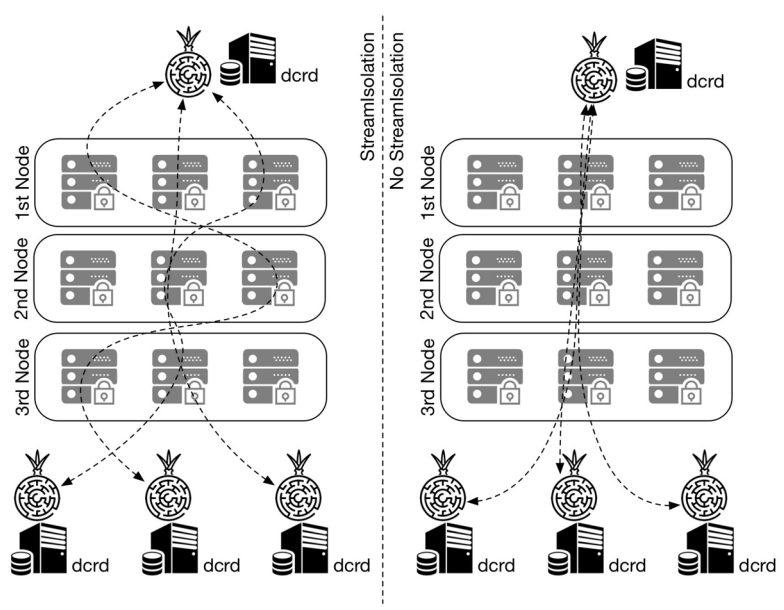 dcrd
StreamIsolation
No StreamIsolation
dcrd
1st Node
2nd Node
3rd Node
1st Node
2nd Node
3rd Node
dcrd
dcrd
dcrd
dcrd
dcrd
dcrd